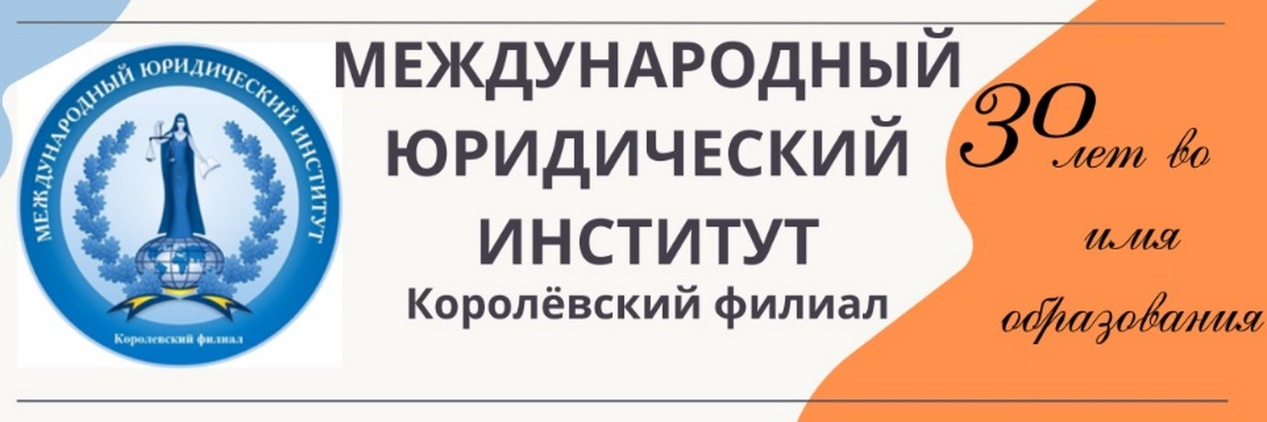 МЕЖДУНАРОДНЫЙ ЮРИДИЧЕСКИЙ ИНСТИТУТ
Королевский филиал
МЕЖДУНАРОДНЫЙ
ЮРИДИЧЕСКИЙ
ИНСТИТУТ
Королёвский филиал
30 лет во
имя
образования